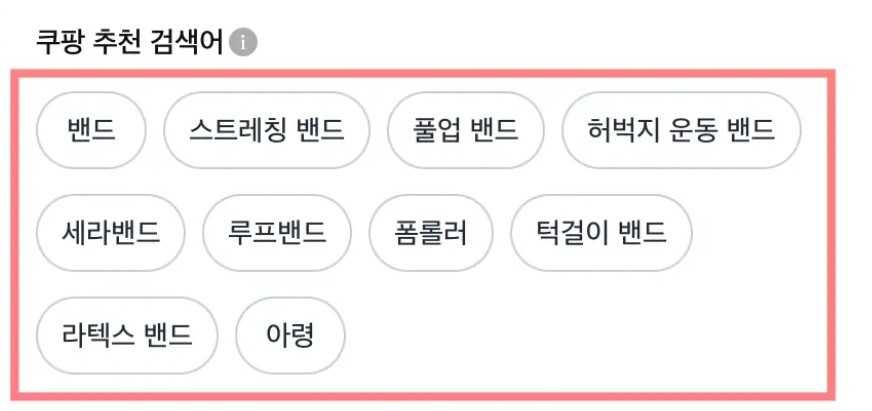 쿠팡 추천 검색어 i
밴드 스트레칭 밴드 풀업 밴드 허벅지 운동 밴드
세라밴드 루프밴드 폼롤러 턱걸이 밴드
라텍스 밴드 아령